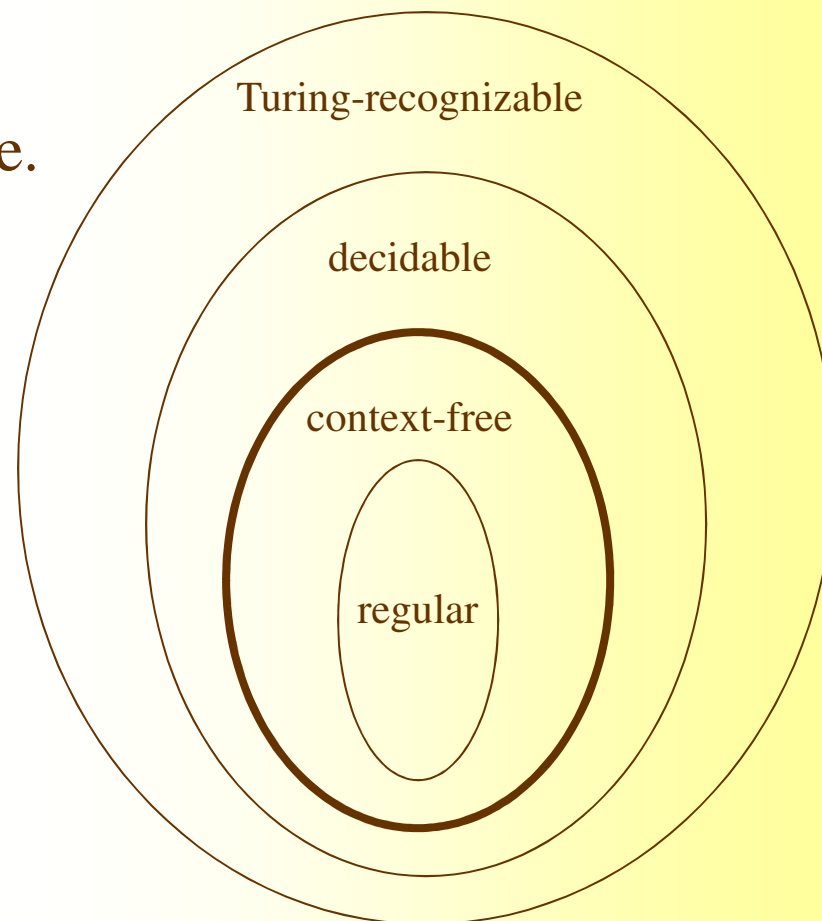 Turing-recognizable
e.
decidable
context-free
regular